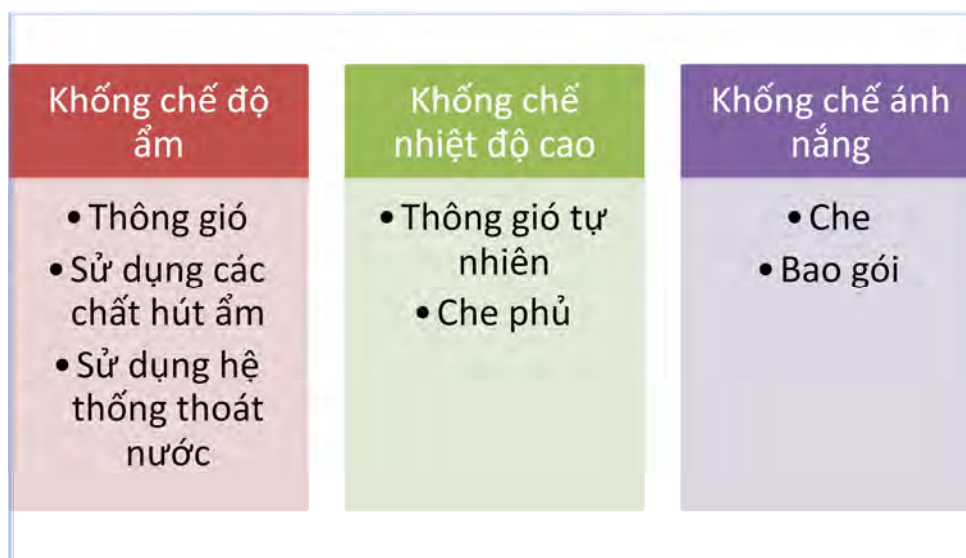 Khống chế độ
ẩm
• Thông gió
• Sử dụng các
chất hút ẩm
• Sử dụng hệ
thống thoát
nước
Khống chế
nhiệt độ cao
• Thông gió tự
nhiên
• Che phủ
Khống chế ánh
nắng
• Che
• Bao gói